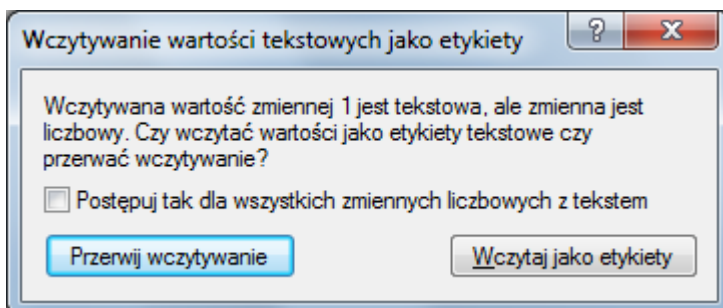 Wczytywanie wartości tekstowych jako etykiety
Wczytywana wartość zmiennej 1 jest tekstowa, ale zmienna jest
liczbowy. Czy wczytać wartości jako etykiety tekstowe czy
przerwać wczytywanie?
Postępuj tak dla wszystkich zmiennych liczbowych z tekstem
Przerwij wczytywanie
Wczytaj jako etykiety